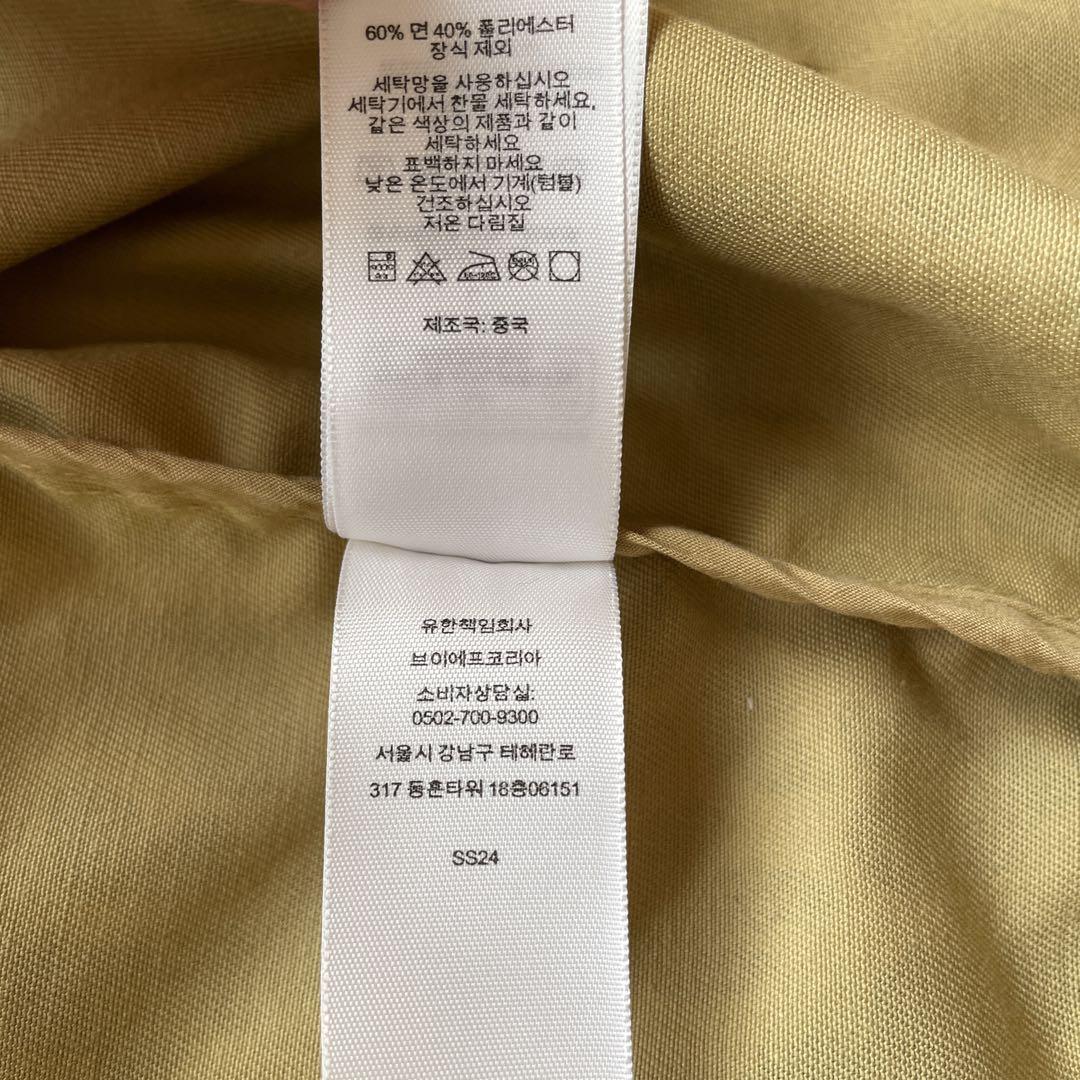 60% 면 40% 폴리에스터
장식 제외
세탁망을 사용하십시오
세탁기에서 찬물 세탁하세요.
같은 색상의 제품과 같이
세탁하세요
표백하지 마세요
낮은 온도에서 기계(텀블)
건조하십시오
저온 다림질
제조국: 중국
유한책임회사
브이에프코리아
소비자상담실:
0502-700-9300
서울시 강남구 테헤란로
317 동훈타워 18층06151
SS24